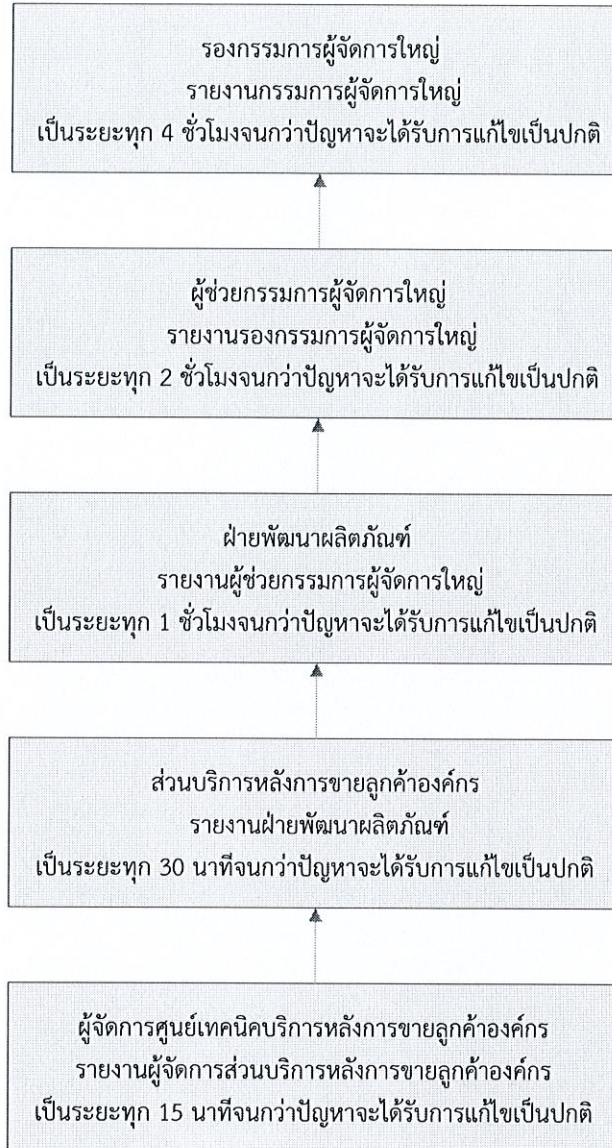 รองกรรมการผู้จัดการใหญ่
รายงานกรรมการผู้จัดการใหญ่
เป็นระยะทุก 4 ชั่วโมงจนกว่าปัญหาจะได้รับการแก้ไขเป็นปกติ
ผู้ช่วยกรรมการผู้จัดการใหญ่
รายงานรองกรรมการผู้จัดการใหญ่
เป็นระยะทุก 2 ชั่วโมงจนกว่าปัญหาจะได้รับการแก้ไขเป็นปกติ
ฝ่ายพัฒนาผลิตภัณฑ์
รายงานผู้ช่วยกรรมการผู้จัดการใหญ่
เป็นระยะทุก 1 ชั่วโมงจนกว่าปัญหาจะได้รับการแก้ไขเป็นปกติ
ส่วนบริการหลังการขายลูกค้าองค์กร
รายงานฝ่ายพัฒนาผลิตภัณฑ์
เป็นระยะทุก 30 นาทีจนกว่าปัญหาจะได้รับการแก้ไขเป็นปกติ
ผู้จัดการศูนย์เทคนิคบริการหลังการขายลูกค้าองค์กร
รายงานผู้จัดการส่วนบริการหลังการขายลูกค้าองค์กร
เป็นระยะทุก 15 นาทีจนกว่าปัญหาจะได้รับการแก้ไขเป็นปกติ